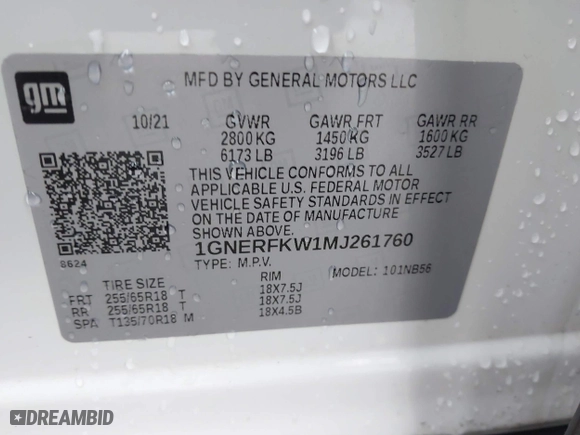 gm
MFD BY GENERAL MOTORS LLC
10/21 GVWR GAWR FRT GAWR RR
2800 KG 1450 KG 1600 KG
6173 LB 3196 LB 3527 LB
THIS VEHICLE CONFORMS TO ALL
APPLICABLE U.S. FEDERAL MOTOR
VEHICLE SAFETY STANDARDS IN EFFECT
ON THE DATE OF MANUFACTURE
SHOWN ABOVE.
1GNERFKW1MJ261760
8624
TYPE: M.P.V. MODEL: 101NB56
TIRE SIZE RIM
FRT 255/65R18 T 18X7.5J
RR 255/65R18 T 18X7.5J
SPA T135/70R18 M 18X4.5B
DREAMBID